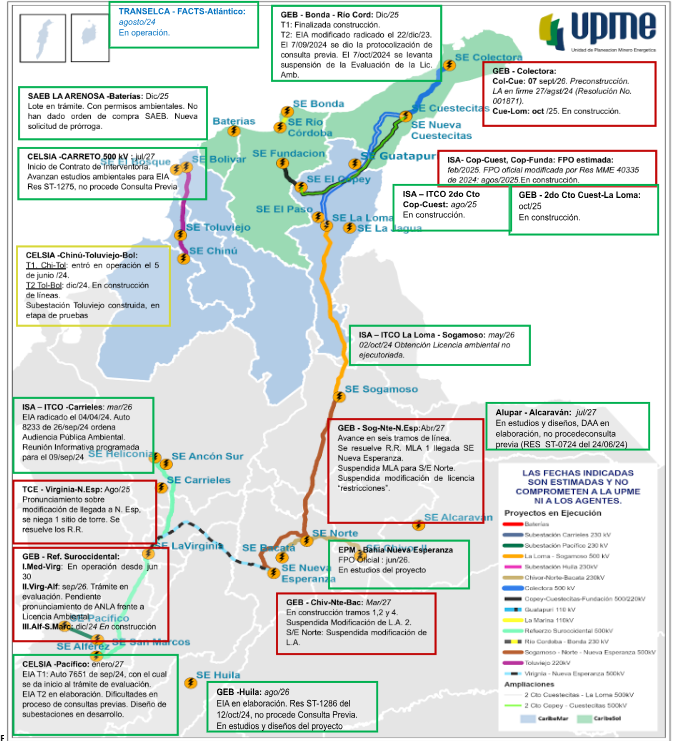 TRANSELCA - FACTS-Atlántico:
agosto/24
En operación.
GEB - Bonda - Río Cord: Dic/25
T1: Finalizada construcción.
T2: EIA modificado radicado el 22/dic/23.
El 7/09/2024 se dio la protocolización de
consulta previa. El 7/oct/2024 se levanta
suspensión de la Evaluación de la Lic.
Amb.
upme
Unidad de Planeación Minero Energética
SE Colectora
GEB - Colectora:
Col-Cue: 07 sept/26. Preconstrucción.
LA en firme 27/agst/24 (Resolución No.
001871).
Cue-Lom: oct /25. En construcción.
SAEB LA ARENOSA -Baterías: Dic/25
Lote en trámite. Con permisos ambientales. No
han dado orden de compra SAEB. Nueva
solicitud de prórroga.
SE Bonda
Baterías
SE Río
Córdoba
SE Cuestecitas
SE Nueva
Cuestecitas
CELSIA -CARRETO 500 kV : jul/27
Inicio de Contrato de Interventoría.
Avanzan estudios ambientales para EIA
Res ST-1275, no procede Consulta Previa
SE El Bosque
SE Bolívar
SE Fundacion
SE Guatapurí
SE El Copey
ISA- Cop-Cuest, Cop-Funda: FPO estimada:
feb/2025. FPO oficial modificada por Res MME 40335
de 2024: agos/2025 En construcción.
ISA – ITCO 2do Cto
Cop-Cuest: ago/25
En construcción.
GEB - 2do Cto Cuest-La Loma:
oct/25
En construcción.
SE El Paso
SE La Loma
SE La Jagua
SE Toluviejo
SE Chinú
CELSIA -Chinú-Toluviejo-Bol:
T1. Chi-Tol: entró en operación el 5
de junio /24.
T2 Tol-Bol: dic/24. En construcción
de líneas.
Subestación Toluviejo construida, en
etapa de pruebas
ISA – ITCO La Loma - Sogamoso: may/26
02/oct/24 Obtención Licencia ambiental no
ejecutoriada.
SE Sogamoso
ISA – ITCO -Carrieles: mar/26
EIA radicado el 04/04/24. Auto
8233 de 26/sep/24 ordena
Audiencia Pública Ambiental.
Reunión Informativa programada
para el 09/sep/24
SE Heliconia
SE Ancón Sur
SE Carrieles
GEB - Sog-Nte-N.Esp:Abr/27
Avance en seis tramos de línea.
Se resuelve R.R. MLA 1 llegada SE
Nueva Esperanza.
Suspendida MLA para S/E Norte.
Suspendida modificación de licencia
"restricciones".
Alupar - Alcaraván: jul/27
En estudios y diseños, DAA en
elaboración, no procedeconsulta
previa (RES ST-0724 del 24/06/24)
TCE - Virginia-N.Esp: Ago/25
Pronunciamiento sobre
modificación de llegada a N. Esp,
se niega 1 sitio de torre. Se
resuelve los R.R.
SE Alcaraván
SE Norte
SE LaVirginia
SE Bacatá
SE Nueva
Esperanza
EPM – Bahía Nueva Esperanza
FPO Oficial : jun/26.
En estudios del proyecto
GEB - Ref. Suroccidental:
I.Med-Virg: En operación desde jun
30
II.Virg-Alf: sep/26. Trámite en
evaluación. Pendiente
pronunciamiento de ANLA frente a
Licencia Ambiental
III.Alf-S.Marc: dic/24 En construcción
SE Pacífico
SE San Marcos
SE Alférez
GEB - Chiv-Nte-Bac: Mar/27
En construcción tramos 1,2 y 4.
Suspendida Modificación de L.A. 2.
S/E Norte: Suspendida modificación de
L.A.
CELSIA -Pacífico: enero/27
EIA T1: Auto 7651 de sep/24, con el cual
se da inicio al trámite de evaluación.
EIA T2 en elaboración. Dificultades en
proceso de consultas previas. Diseño de
subestaciones en desarrollo.
SE Huila
GEB -Huila: ago/26
EIA en elaboración. Res ST-1286 del
12/oct/24, no procede Consulta Previa.
En estudios y diseños del proyecto
LAS FECHAS INDICADAS
SON ESTIMADAS Y NO
COMPROMETEN A LA UPME
NI A LOS AGENTES.
Proyectos en Ejecución
Baterías
Subestación Carrieles 230 kV
Subestación Pacífico 230 kV
La Loma - Sogamoso 500 kV
Subestación Huila 230kV
Chivor-Norte-Bacata 230kV
Colectora 500 kV
Copey-Cuestecitas-Fundación 500/220kV
Guatapurí 110 kV
La Marina 110kV
Refuerzo Suroccidental 500kV
Río Córdoba - Bonda 230 kV
Sogamoso - Norte - Nueva Esperanza 500kV
Toluviejo 220kV
Virginia - Nueva Esperanza 500kV
Ampliaciones
2 Cto Cuestecitas - La Loma 500kV
2 Cto Copey - Cuestecitas 500kV
CaribeMar
CaribeSol